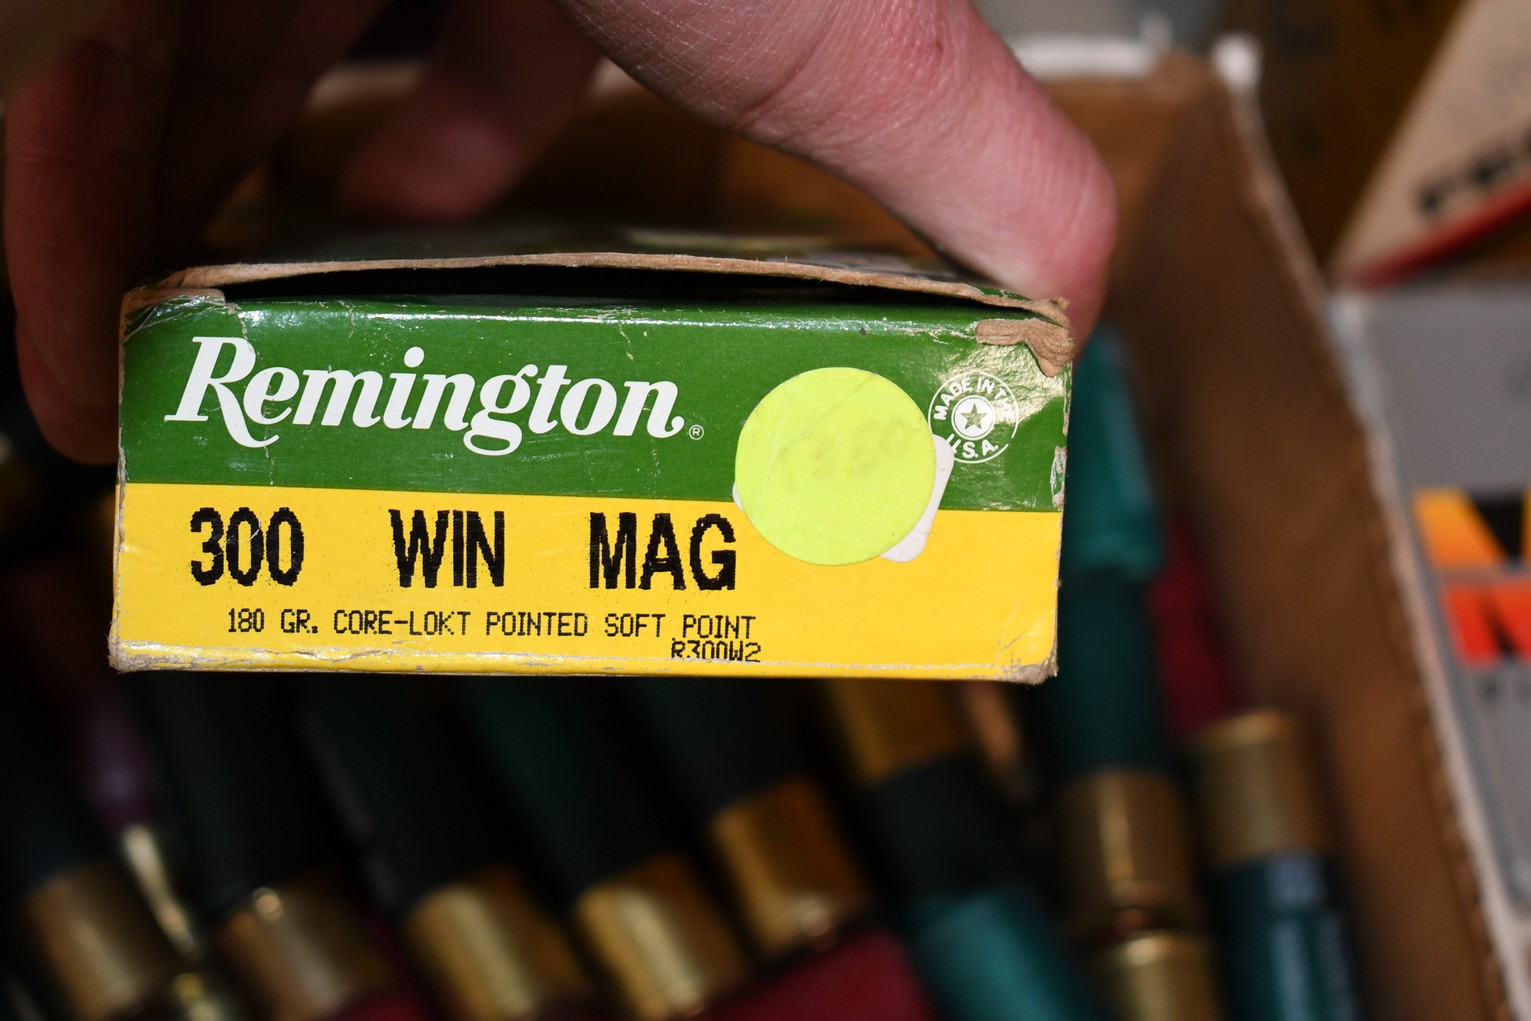 Remington®
MADE IN THE
U.S.A.
300 WIN MAG
180 GR. CORE-LOKT POINTED SOFT POINT
R300W2